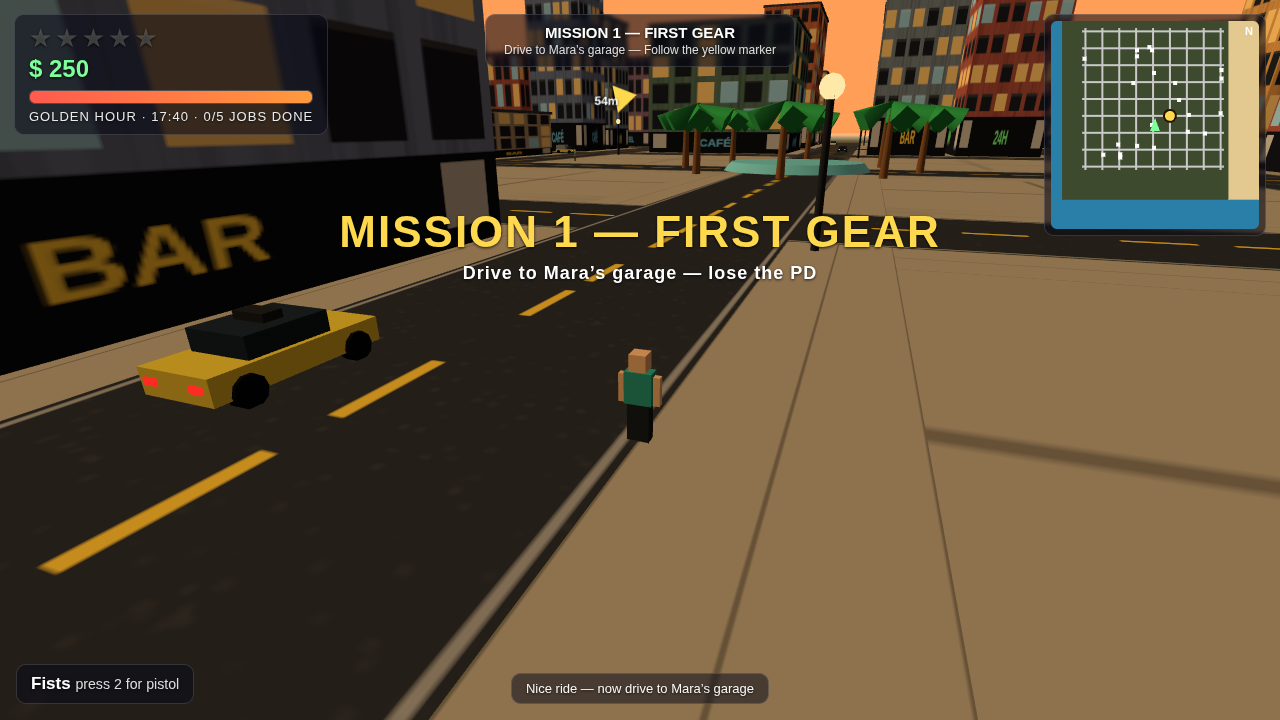 ★★★★★
$ 250
GOLDEN HOUR · 17:40 · 0/5 JOBS DONE
MISSION 1 — FIRST GEAR
Drive to Mara's garage — Follow the yellow marker
N
54m
CAFÉ
BAR
CAFÉ
BAR
24H
BAR
MISSION 1 — FIRST GEAR
Drive to Mara's garage — lose the PD
Fists press 2 for pistol
Nice ride — now drive to Mara's garage